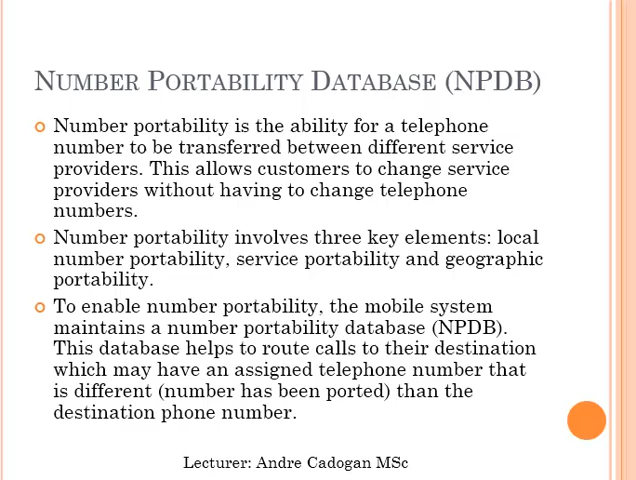 NUMBER PORTABILITY DATABASE (NPDB)
Number portability is the ability for a telephone
number to be transferred between different service
providers. This allows customers to change service
providers without having to change telephone
numbers.
Number portability involves three key elements: local
number portability, service portability and geographic
portability.
To enable number portability, the mobile system
maintains a number portability database (NPDB).
This database helps to route calls to their destination
which may have an assigned telephone number that
is different (number has been ported) than the
destination phone number.
Lecturer: Andre Cadogan MSc